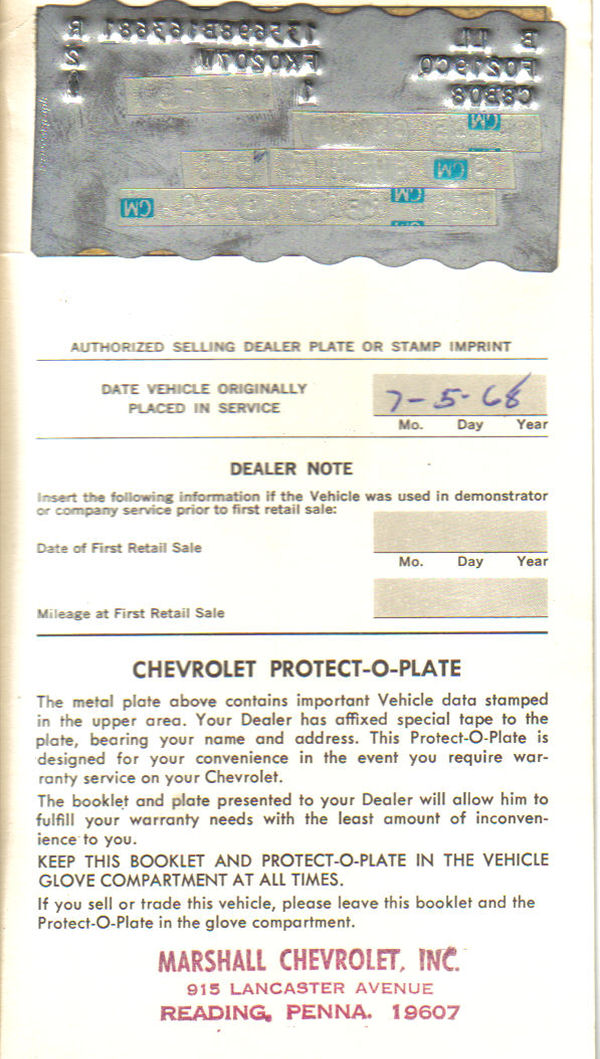 GM
GM
GM
GM
AUTHORIZED SELLING DEALER PLATE OR STAMP IMPRINT
DATE VEHICLE ORIGINALLY
PLACED IN SERVICE
7-5-68
Mo. Day Year
DEALER NOTE
Insert the following information if the Vehicle was used in demonstrator
or company service prior to first retail sale:
Date of First Retail Sale
Mo. Day Year
Mileage at First Retail Sale
CHEVROLET PROTECT-O-PLATE
The metal plate above contains important Vehicle data stamped
in the upper area. Your Dealer has affixed special tape to the
plate, bearing your name and address. This Protect-O-Plate is
designed for your convenience in the event you require war-
ranty service on your Chevrolet.
The booklet and plate presented to your Dealer will allow him to
fulfill your warranty needs with the least amount of inconven-
ience to you.
KEEP THIS BOOKLET AND PROTECT-O-PLATE IN THE VEHICLE
GLOVE COMPARTMENT AT ALL TIMES.
If you sell or trade this vehicle, please leave this booklet and the
Protect-O-Plate in the glove compartment.
MARSHALL CHEVROLET, INC.
915 LANCASTER AVENUE
READING, PENNA. 19607